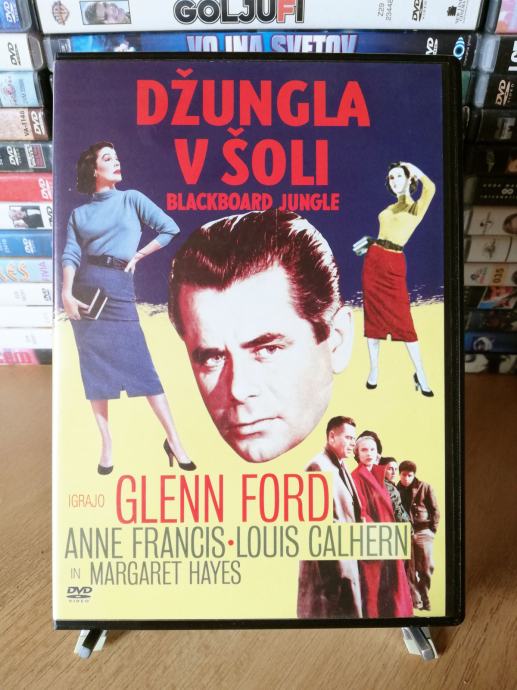 GOLJUFI
VOJNA SVETOV
DŽUNGLA
V ŠOLI
BLACKBOARD JUNGLE
IGRAJO GLENN FORD
ANNE FRANCIS • LOUIS CALHERN
IN MARGARET HAYES
DVD
VIDEO